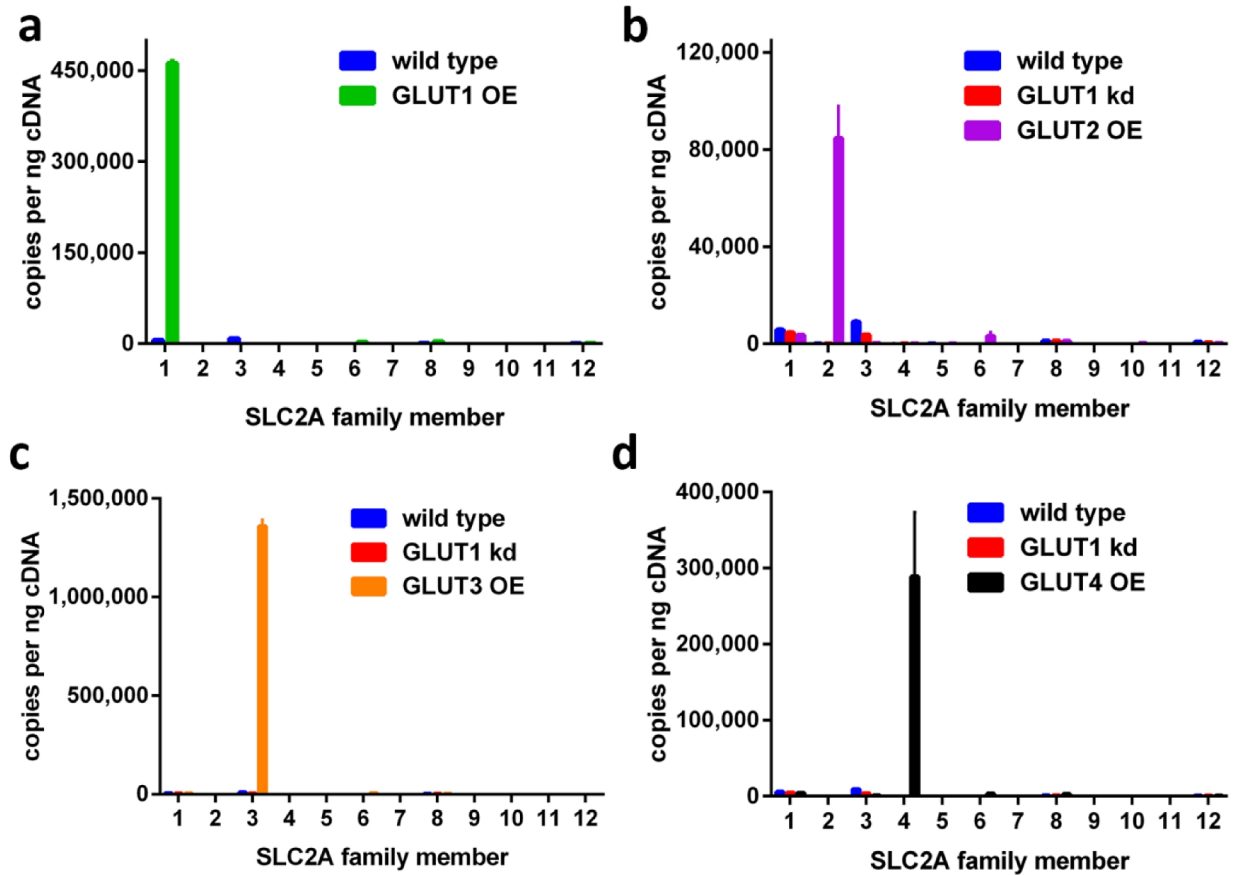 a
copies per ng cDNA
450,000
300,000
150,000
0
wild type
GLUT1 OE
1 2 3 4 5 6 7 8 9 10 11 12
SLC2A family member
b
copies per ng cDNA
120,000
80,000
40,000
0
wild type
GLUT1 kd
GLUT2 OE
1 2 3 4 5 6 7 8 9 10 11 12
SLC2A family member
c
copies per ng cDNA
1,500,000
1,000,000
500,000
0
wild type
GLUT1 kd
GLUT3 OE
1 2 3 4 5 6 7 8 9 10 11 12
SLC2A family member
d
copies per ng cDNA
400,000
300,000
200,000
100,000
0
wild type
GLUT1 kd
GLUT4 OE
1 2 3 4 5 6 7 8 9 10 11 12
SLC2A family member